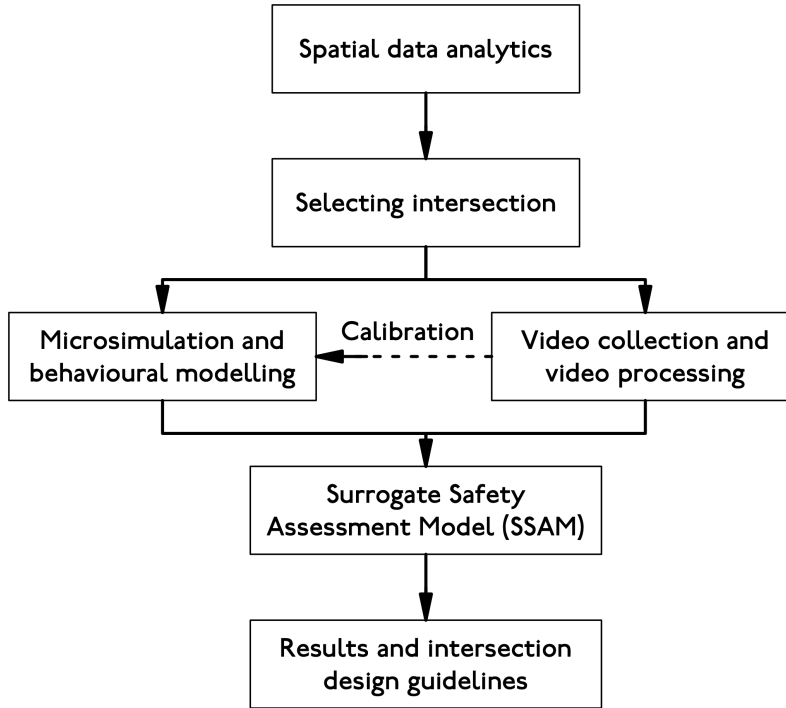 Spatial data analytics
Selecting intersection
Microsimulation and
behavioural modelling
Calibration
Video collection and
video processing
Surrogate Safety
Assessment Model (SSAM)
Results and intersection
design guidelines